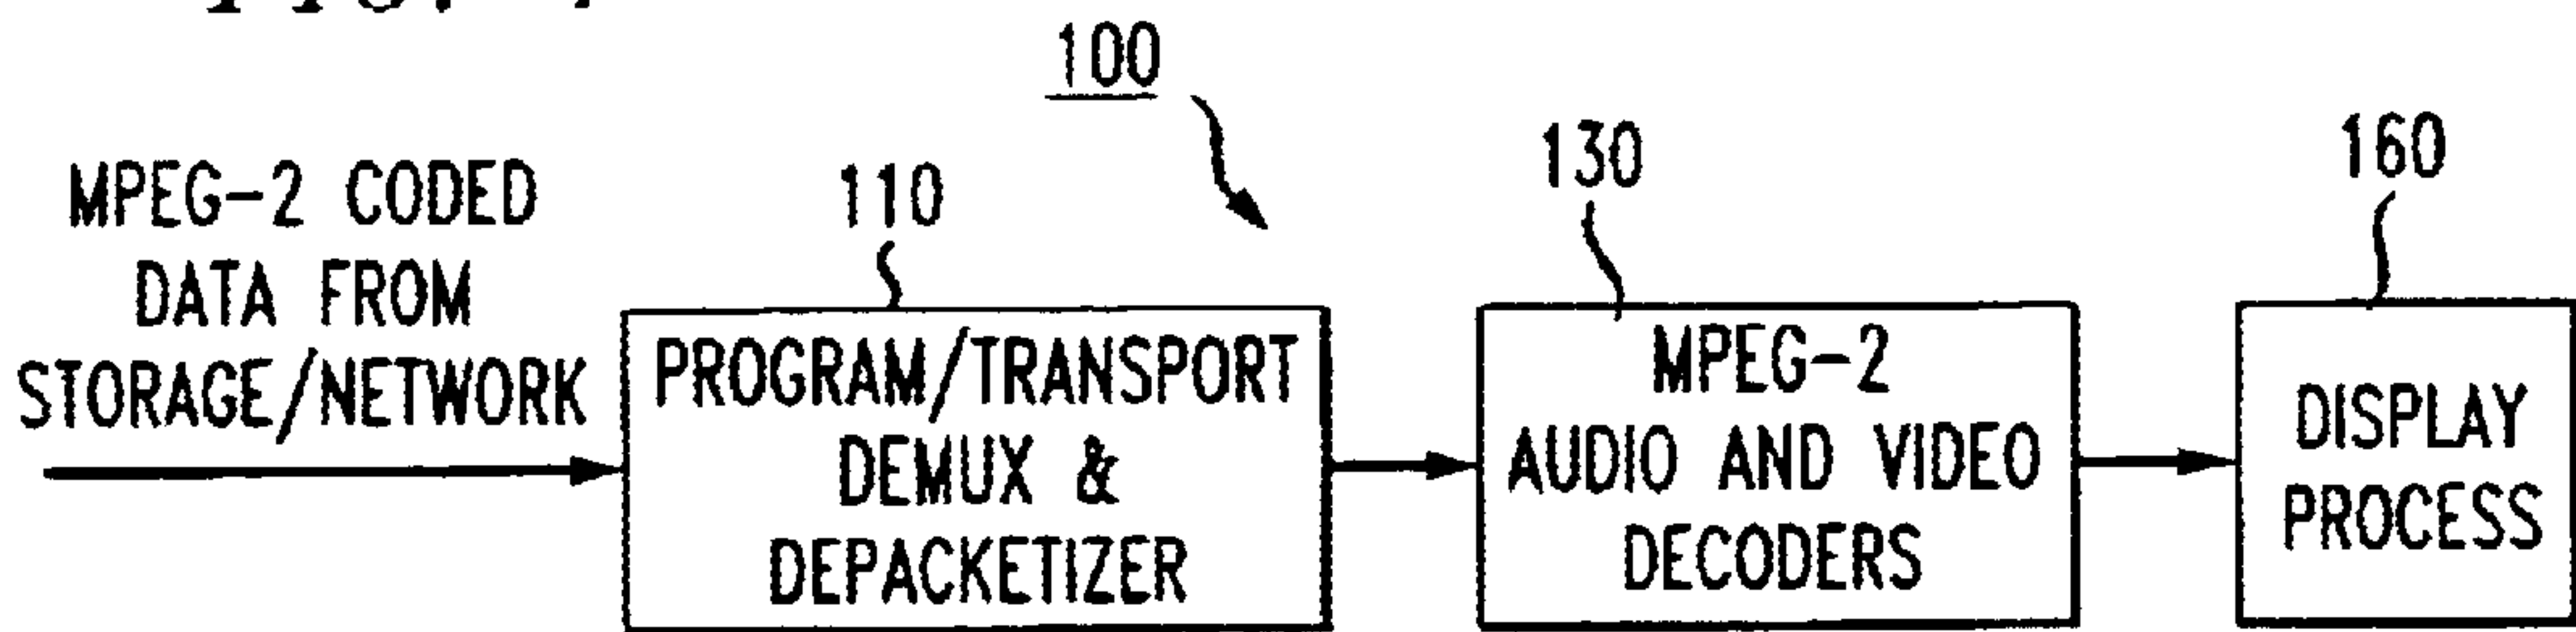 100
MPEG-2 CODED
DATA FROM
STORAGE/NETWORK
110
PROGRAM/TRANSPORT
DEMUX &
DEPACKETIZER
130
MPEG-2
AUDIO AND VIDEO
DECODERS
160
DISPLAY
PROCESS